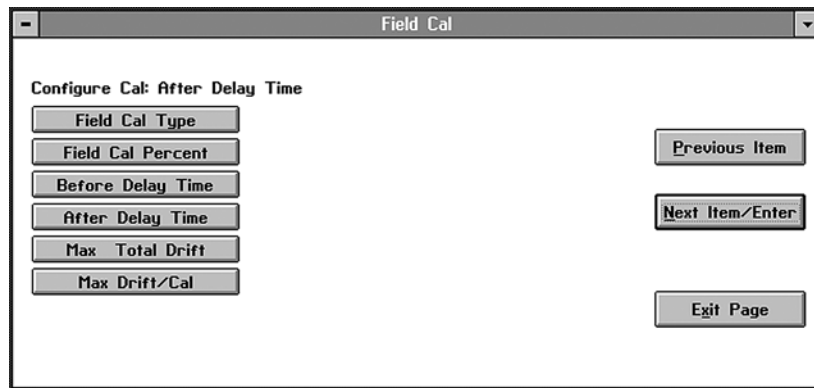 Field Cal
Configure Cal: After Delay Time
Field Cal Type
Field Cal Percent
Before Delay Time
After Delay Time
Max Total Drift
Max Drift/Cal
Previous Item
Next Item/Enter
Exit Page